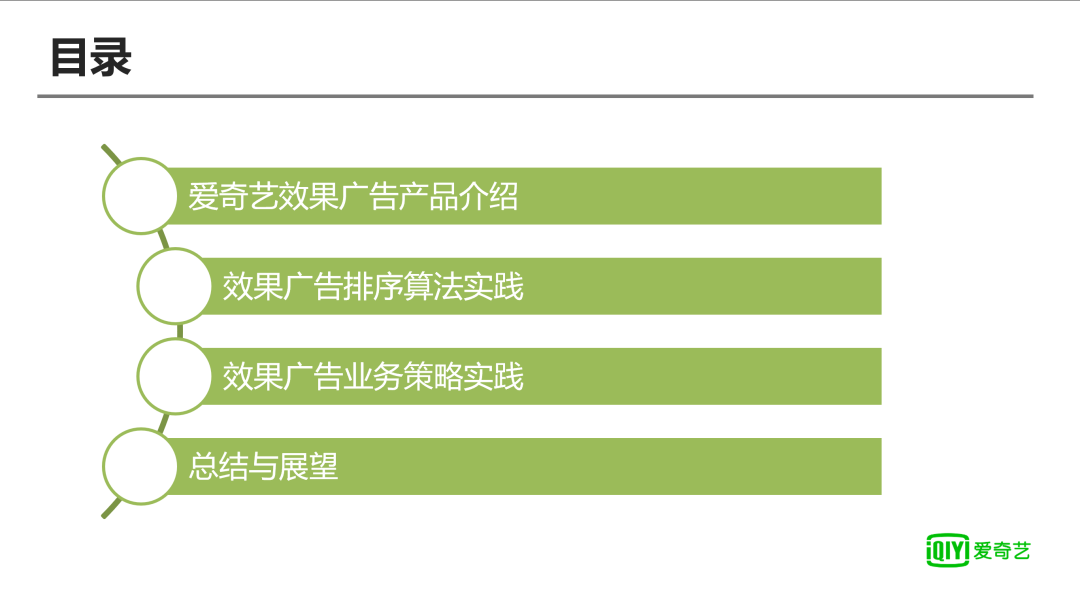 目录
爱奇艺效果广告产品介绍
效果广告排序算法实践
效果广告业务策略实践
总结与展望
iQIYI 爱奇艺